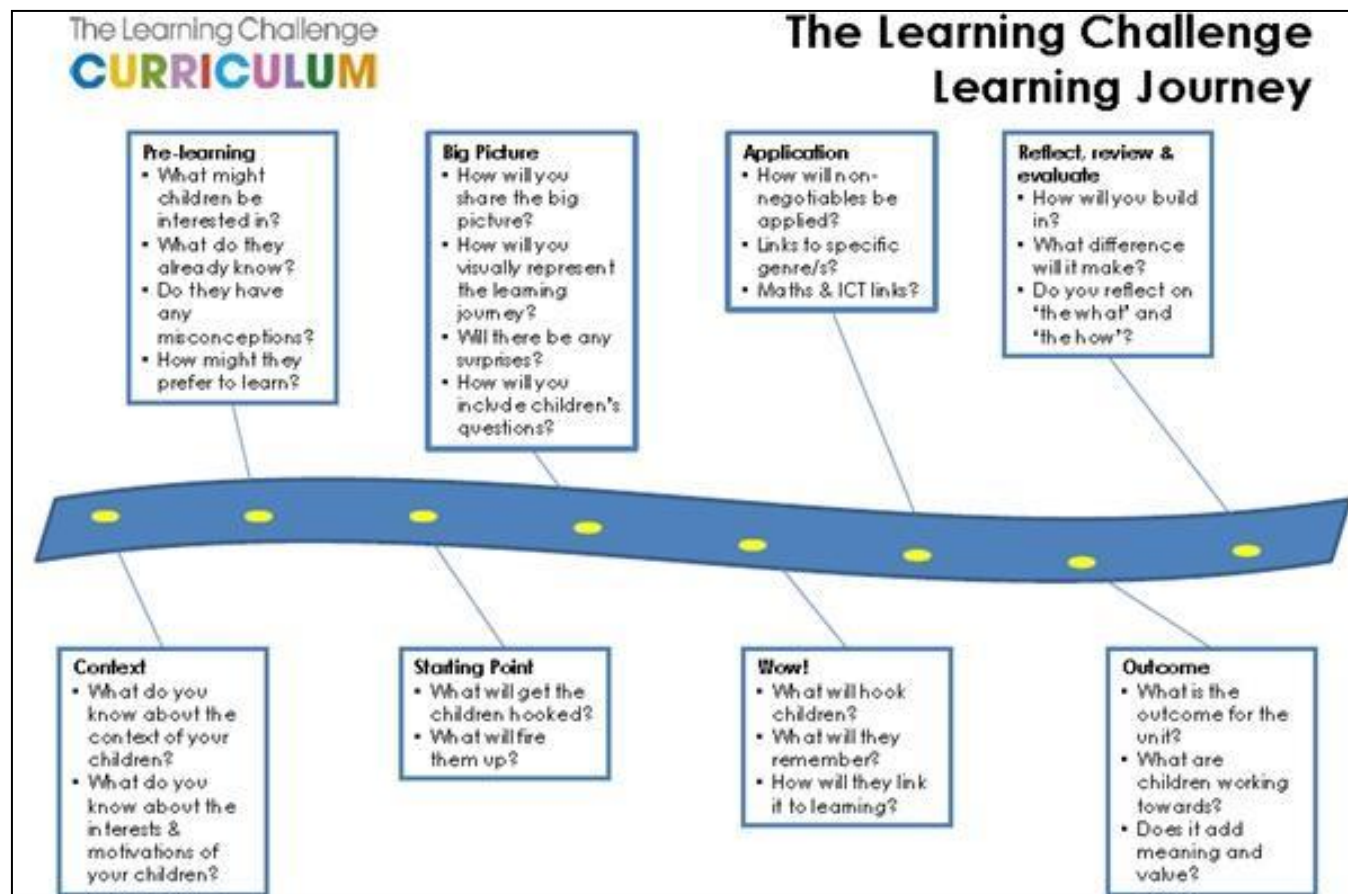 The Learning Challenge
CURRICULUM
The Learning Challenge
Learning Journey
Pre-learning
• What might
children be
interested in?
• What do they
already know?
• Do they have
any
misconceptions?
• How might they
prefer to learn?
Big Picture
• How will you
share the big
picture?
• How will you
visually represent
the learning
journey?
• Will there be any
surprises?
• How will you
include children's
questions?
Application
• How will non-
negotiables be
applied?
• Links to specific
genre/s?
• Maths & ICT links?
Reflect, review &
evaluate
• How will you build
in?
• What difference
will it make?
• Do you reflect on
'the what' and
'the how'?
Context
• What do you
know about the
context of your
children?
• What do you
know about the
interests &
motivations of
your children?
Starting Point
• What will get the
children hooked?
• What will fire
them up?
Wow!
• What will hook
children?
• What will they
remember?
• How will they link
it to learning?
Outcome
• What is the
outcome for the
unit?
• What are
children working
towards?
• Does it add
meaning and
value?